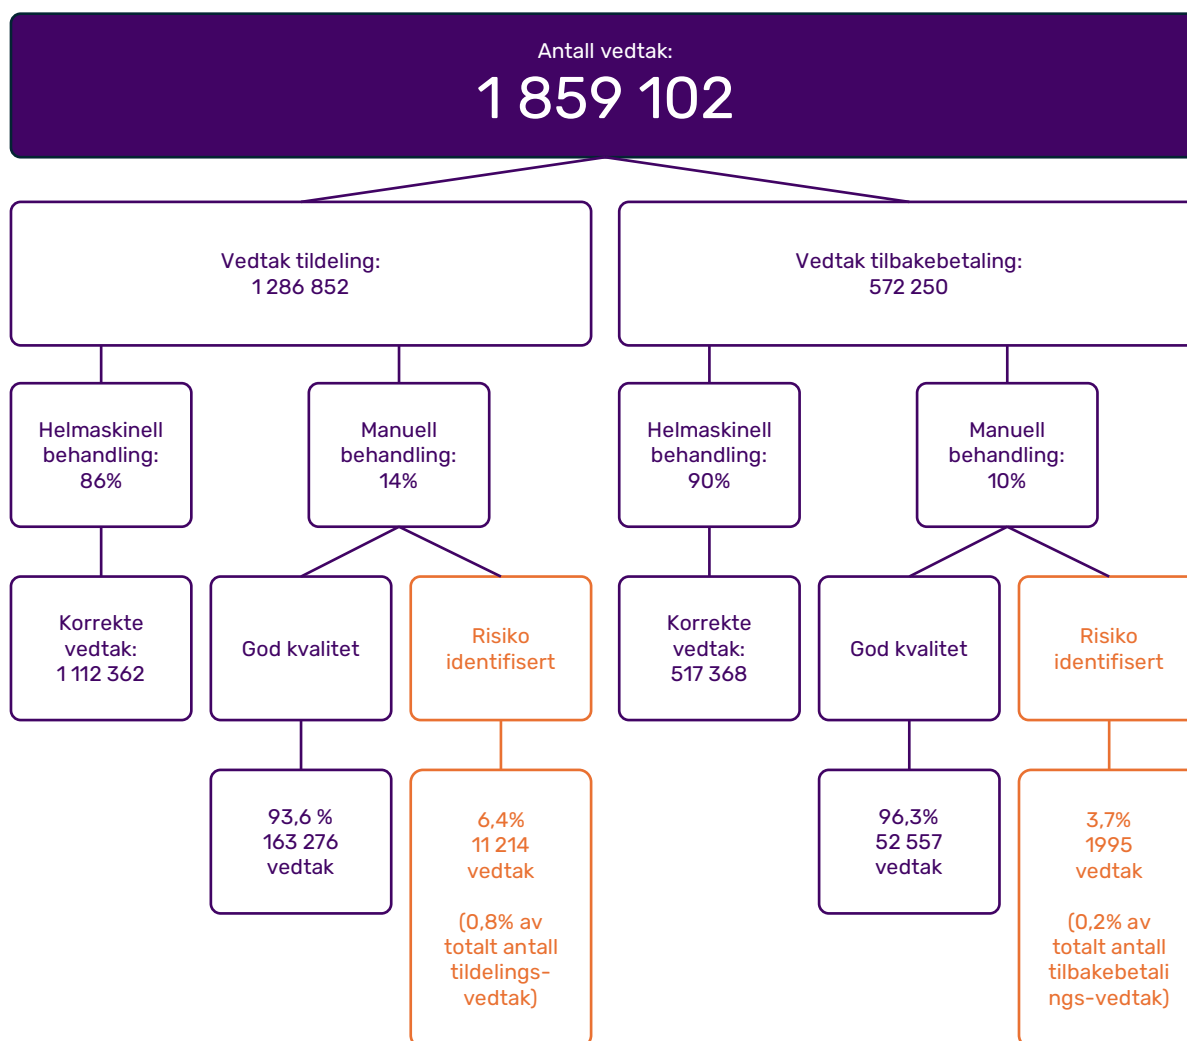 Antall vedtak:
1 859 102
Vedtak tildeling:
1 286 852
Vedtak tilbakebetaling:
572 250
Helmaskinell
behandling:
86%
Manuell
behandling:
14%
Helmaskinell
behandling:
90%
Manuell
behandling:
10%
Korrekte
vedtak:
1 112 362
God kvalitet
Risiko
identifisert
Korrekte
vedtak:
517 368
God kvalitet
Risiko
identifisert
93,6 %
163 276
vedtak
6,4%
11 214
vedtak
(0,8% av
totalt antall
tildelings-
vedtak)
96,3%
52 557
vedtak
3,7%
1995
vedtak
(0,2% av
totalt antall
tilbakebetali
ngs-vedtak)